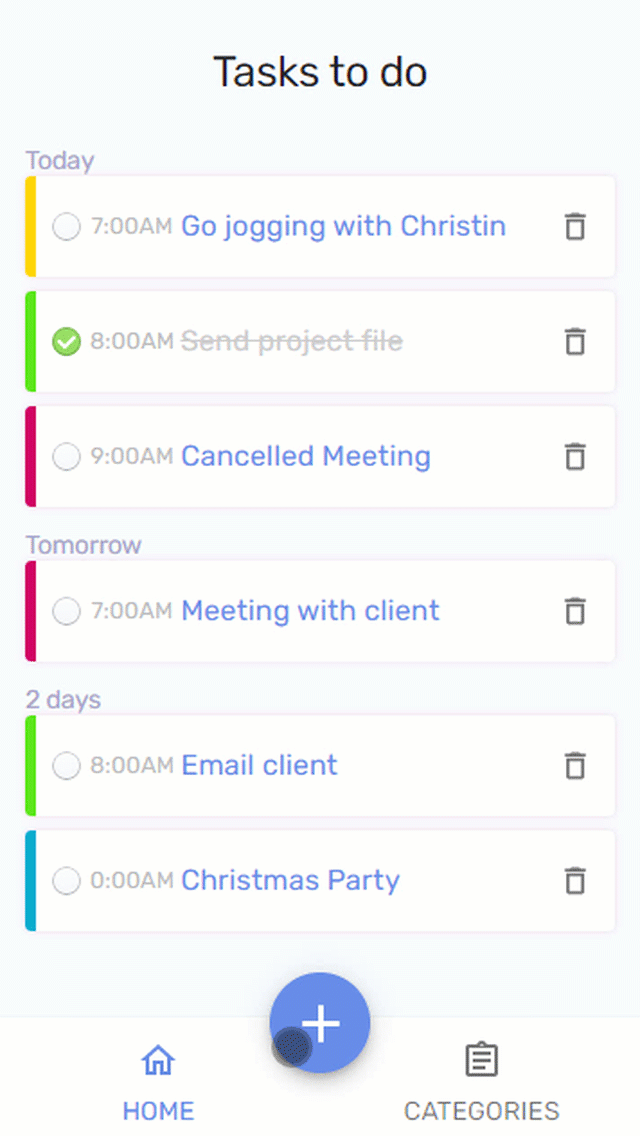 Tasks to do
Today
7:00AM Go jogging with Christin
8:00AM Send project file
9:00AM Cancelled Meeting
Tomorrow
7:00AM Meeting with client
2 days
8:00AM Email client
0:00AM Christmas Party
HOME
CATEGORIES